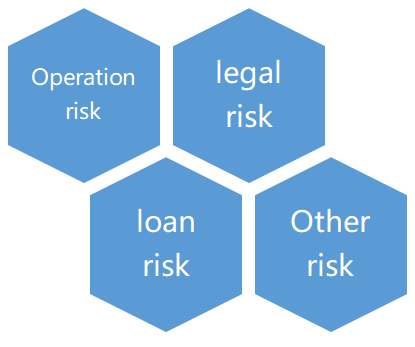 Operation
risk
legal
risk
loan
risk
Other
risk